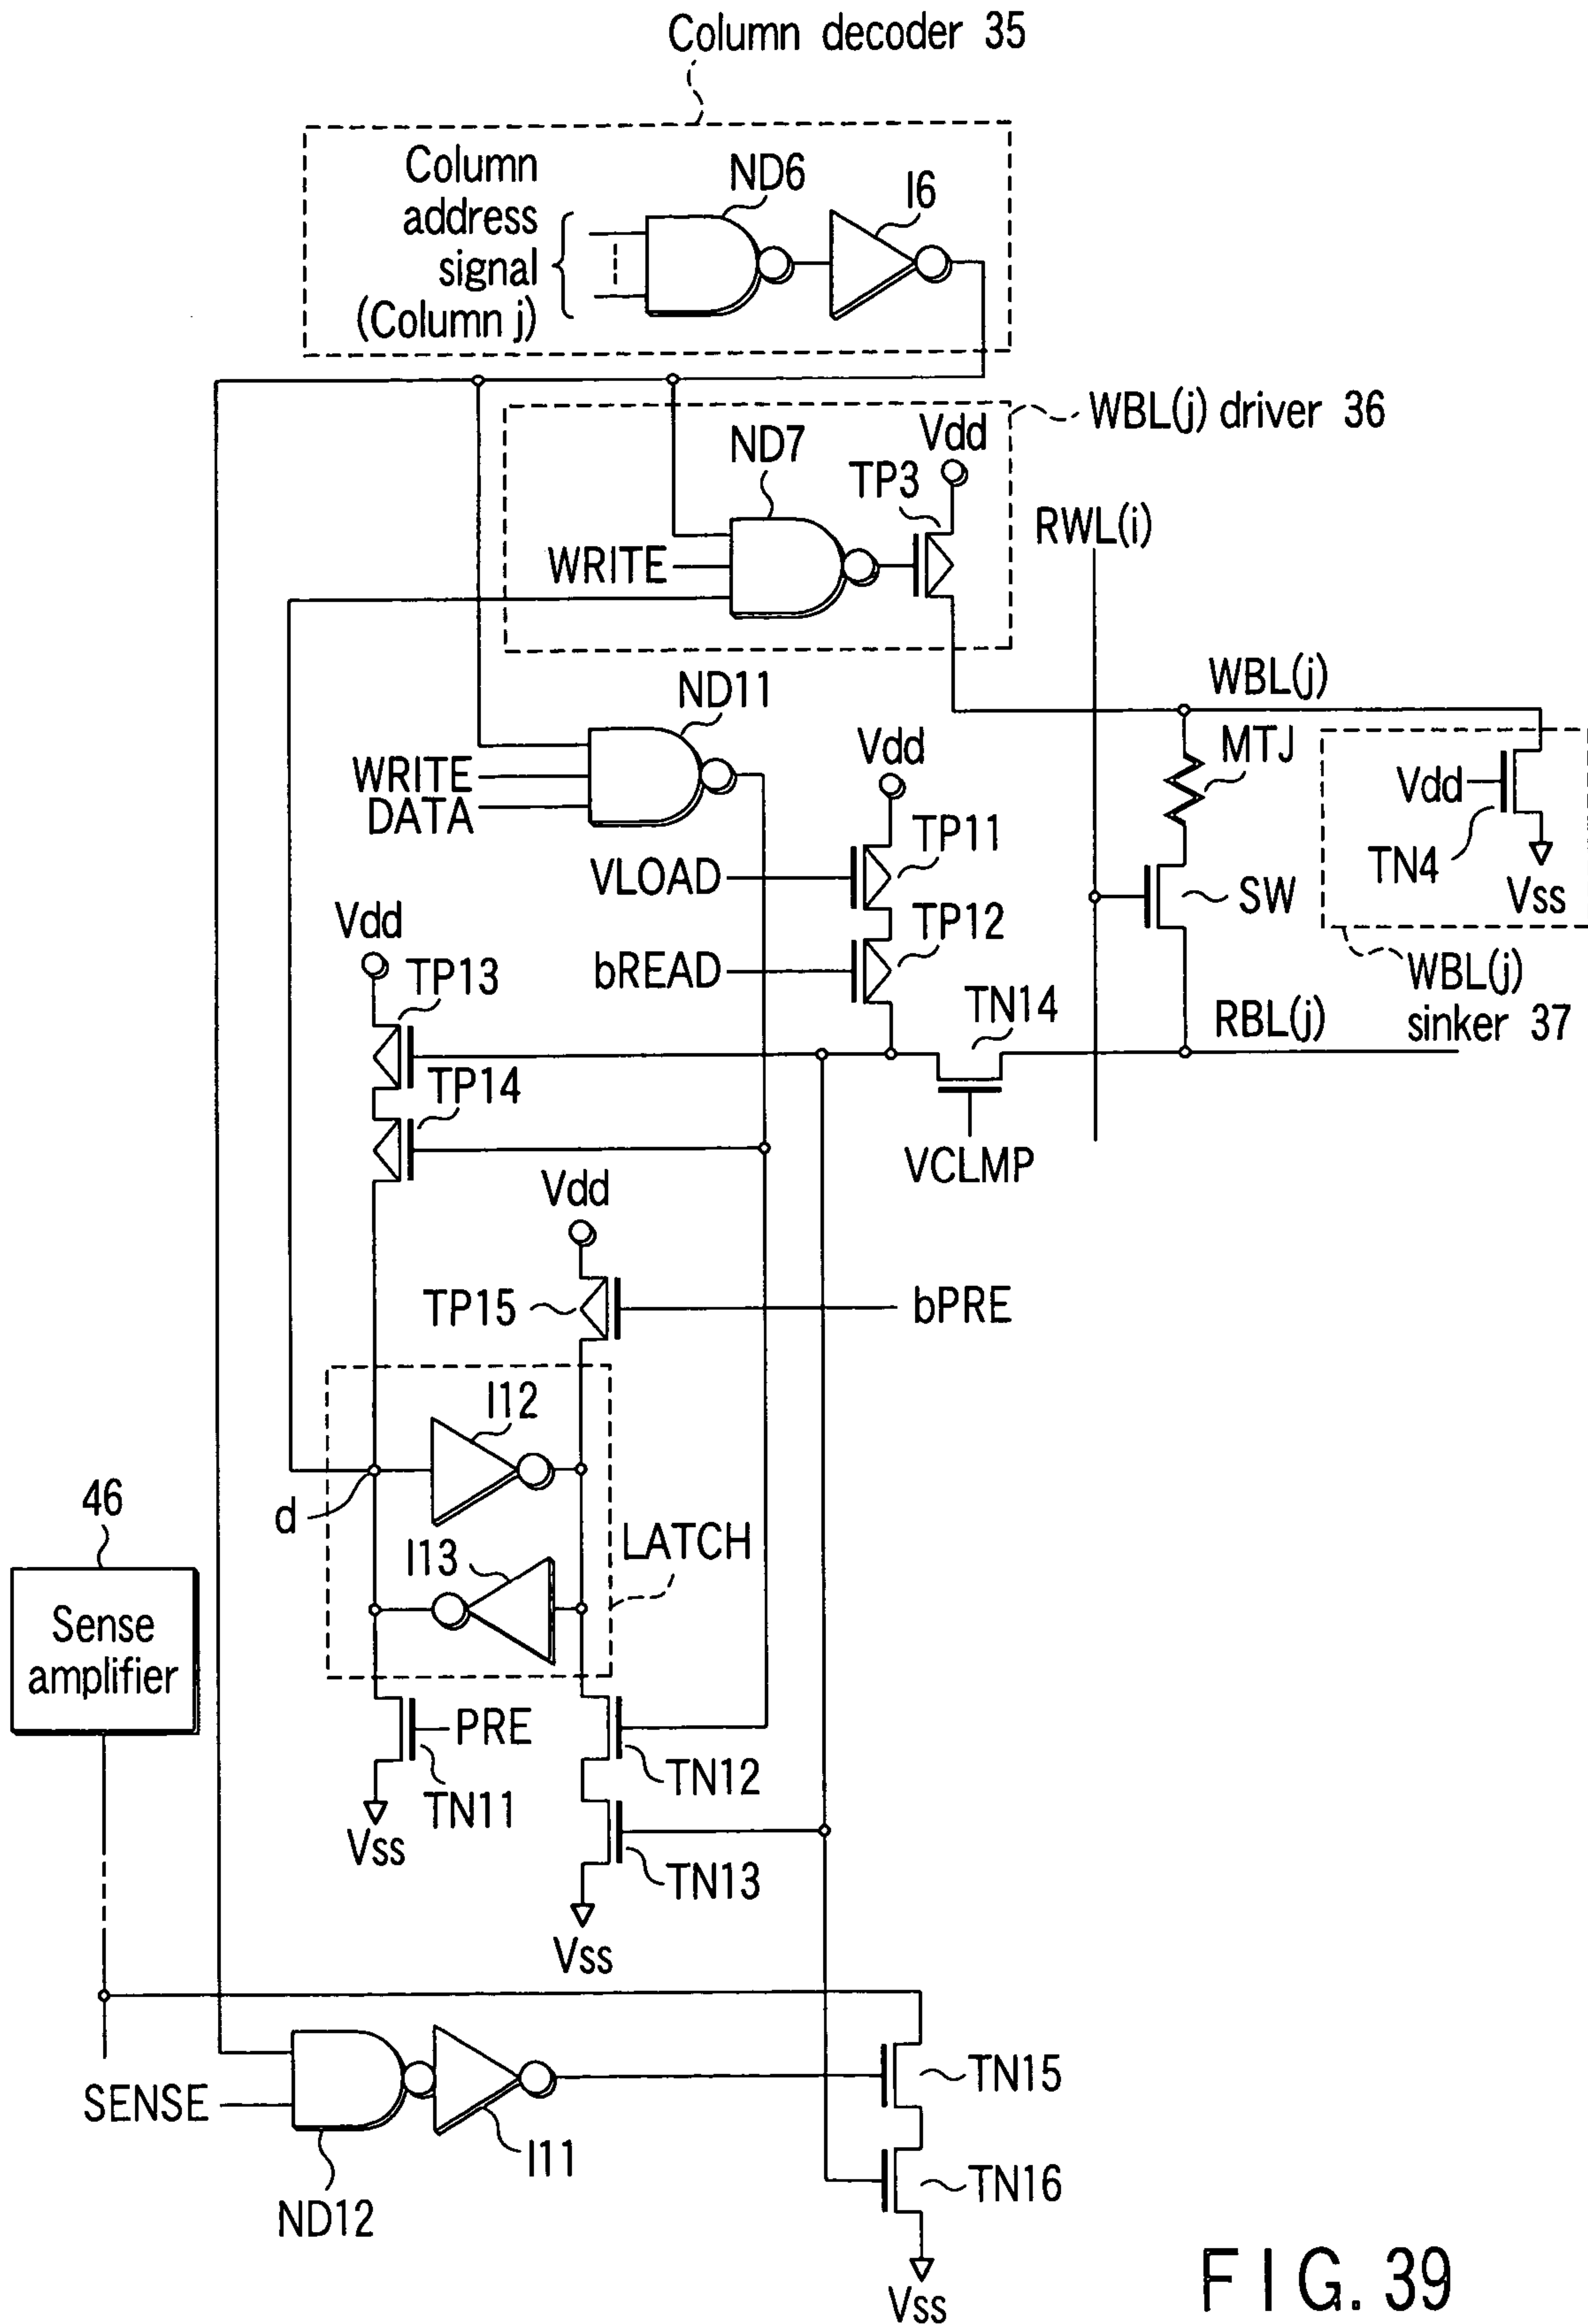 Column decoder 35
Column
address
signal
(Column j)
ND6
I6
WBL(j) driver 36
Vdd
ND7
TP3
RWL(i)
WRITE
WBL(j)
ND11
MTJ
Vdd
WRITE
DATA
Vdd
TN4
Vss
TP11
VLOAD
SW
Vdd
TP12
bREAD
TP13
WBL(j)
sinker 37
TN14
RBL(j)
TP14
VCLMP
Vdd
TP15
bPRE
I12
46
d
LATCH
I13
Sense
amplifier
PRE
TN12
TN11
Vss
TN13
Vss
TN15
SENSE
I11
TN16
ND12
Vss
FIG. 39